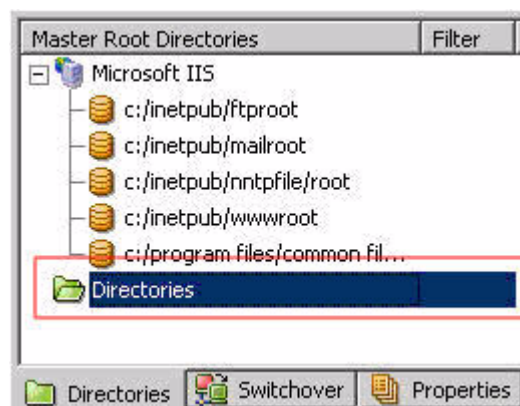 Master Root Directories Filter
Microsoft IIS
c:/inetpub/ftproot
c:/inetpub/mailroot
c:/inetpub/nntpfile/root
c:/inetpub/wwwroot
c:/program files/common fil...
Directories
Directories Switchover Properties